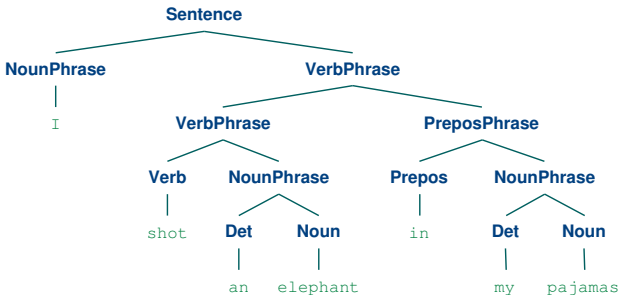 Sentence
NounPhrase VerbPhrase
I VerbPhrase PreposPhrase
Verb NounPhrase Prepos NounPhrase
shot Det Noun in Det Noun
an elephant my pajamas